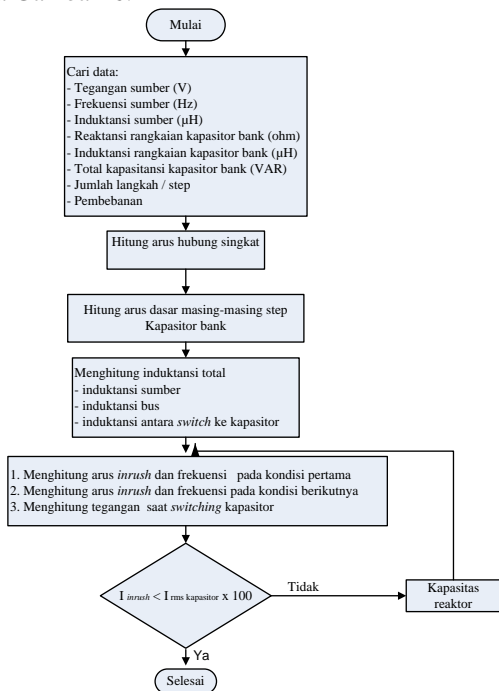 Mulai
Cari data:
- Tegangan sumber (V)
- Frekuensi sumber (Hz)
- Induktansi sumber (µH)
- Reaktansi rangkaian kapasitor bank (ohm)
- Induktansi rangkaian kapasitor bank (µH)
- Total kapasitansi kapasitor bank (VAR)
- Jumlah langkah / step
- Pembebanan
Hitung arus hubung singkat
Hitung arus dasar masing-masing step
Kapasitor bank
Menghitung induktansi total
- induktansi sumber
- induktansi bus
- induktansi antara switch ke kapasitor
1. Menghitung arus inrush dan frekuensi pada kondisi pertama
2. Menghitung arus inrush dan frekuensi pada kondisi berikutnya
3. Menghitung tegangan saat switching kapasitor
I inrush < I rms kapasitor x 100
Tidak
Kapasitas
reaktor
Ya
Selesai